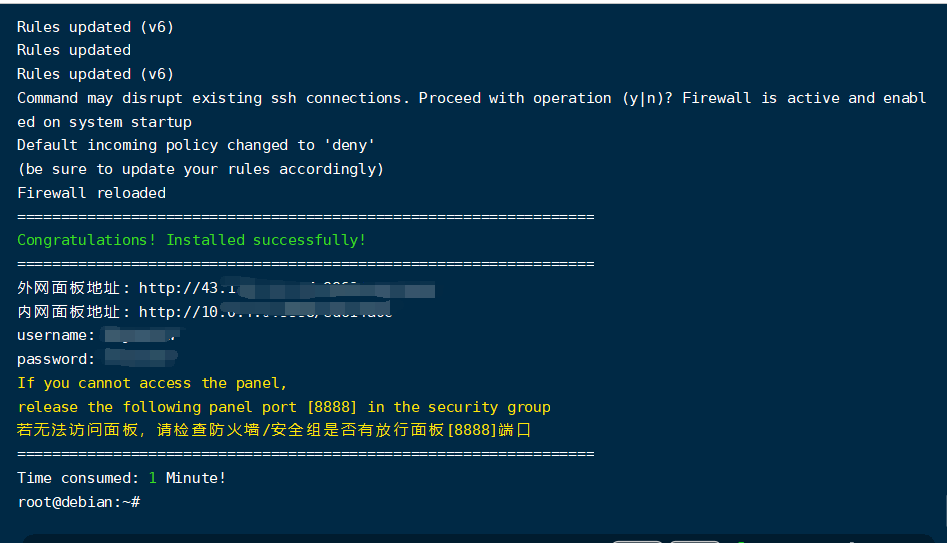 Rules updated (v6)
Rules updated
Rules updated (v6)
Command may disrupt existing ssh connections. Proceed with operation (y|n)? Firewall is active and enabl
ed on system startup
Default incoming policy changed to 'deny'
(be sure to update your rules accordingly)
Firewall reloaded
==================================================================
Congratulations! Installed successfully!
==================================================================
外网面板地址: http://43.1
内网面板地址: http://10.
username:
password:
If you cannot access the panel,
release the following panel port [8888] in the security group
若无法访问面板，请检查防火墙/安全组是否有放行面板[8888]端口
==================================================================
Time consumed: 1 Minute!
root@debian:~#